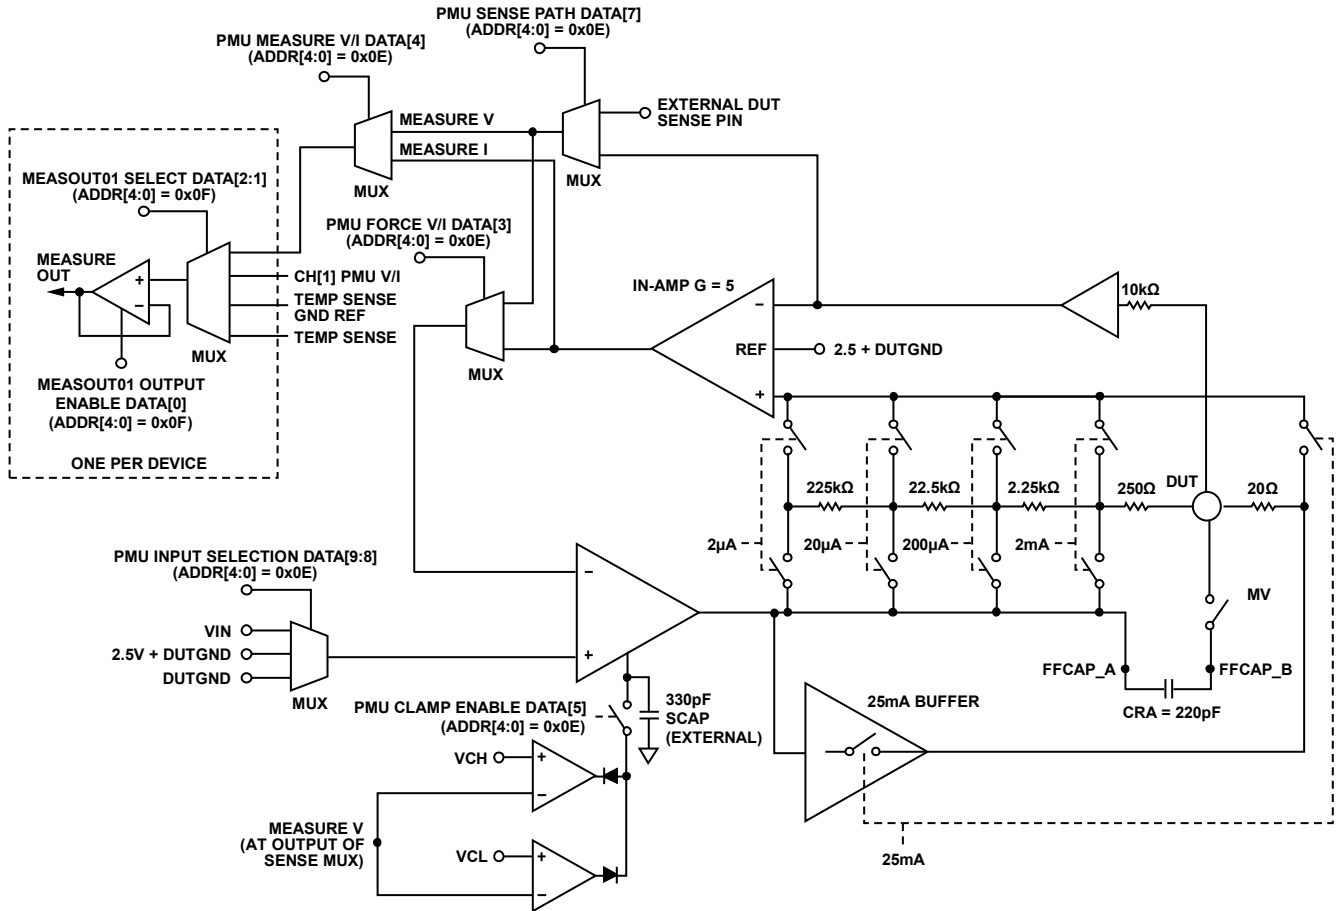 PMU SENSE PATH DATA[7]
(ADDR[4:0] = 0x0E)
PMU MEASURE V/I DATA[4]
(ADDR[4:0] = 0x0E)
EXTERNAL DUT
SENSE PIN
MEASURE V
MEASURE I
MUX
MUX
MEASOUT01 SELECT DATA[2:1]
(ADDR[4:0] = 0x0F)
PMU FORCE V/I DATA[3]
(ADDR[4:0] = 0x0E)
MEASURE
OUT
+
−
CH[1] PMU V/I
TEMP SENSE
GND REF
TEMP SENSE
MUX
MEASOUT01 OUTPUT
ENABLE DATA[0]
(ADDR[4:0] = 0x0F)
ONE PER DEVICE
MUX
IN-AMP G = 5
−
REF
+
2.5 + DUTGND
10kΩ
225kΩ
22.5kΩ
2.25kΩ
250Ω
DUT
20Ω
2µA
20µA
200µA
2mA
MV
PMU INPUT SELECTION DATA[9:8]
(ADDR[4:0] = 0x0E)
VIN
2.5V + DUTGND
DUTGND
MUX
−
+
FFCAP_A
FFCAP_B
CRA = 220pF
PMU CLAMP ENABLE DATA[5]
(ADDR[4:0] = 0x0E)
330pF
SCAP
(EXTERNAL)
25mA BUFFER
VCH
+
−
MEASURE V
(AT OUTPUT OF
SENSE MUX)
VCL
+
−
25mA